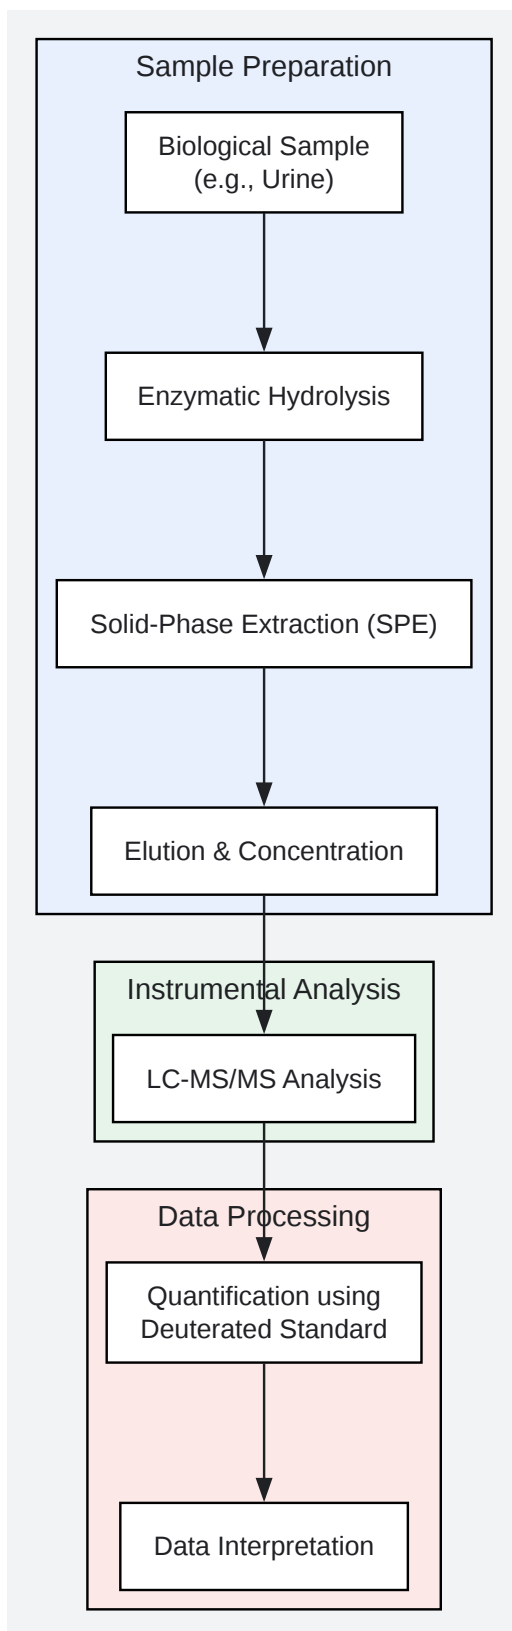 Sample Preparation
Biological Sample
(e.g., Urine)
Enzymatic Hydrolysis
Solid-Phase Extraction (SPE)
Elution & Concentration
Instrumental Analysis
LC-MS/MS Analysis
Data Processing
Quantification using
Deuterated Standard
Data Interpretation